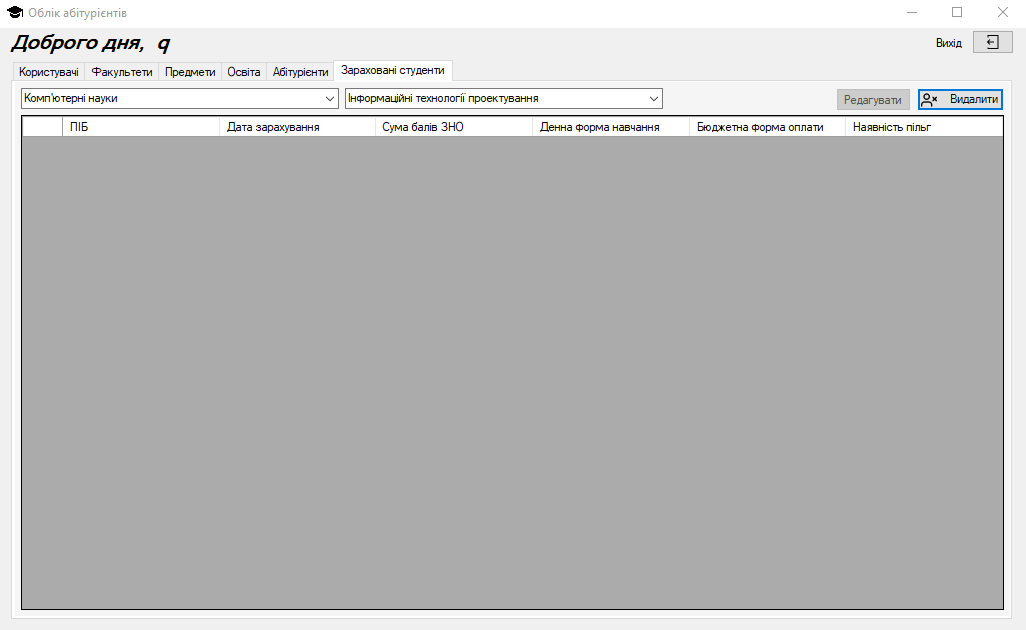 Облік абітурієнтів
Доброго дня, q
Вихід
Користувачі Факультети Предмети Освіта Абітурієнти Зараховані студенти
Комп'ютерні науки Інформаційні технології проектування Редагувати Видалити
ПІБ Дата зарахування Сума балів ЗНО Денна форма навчання Бюджетна форма оплати Наявність пільг